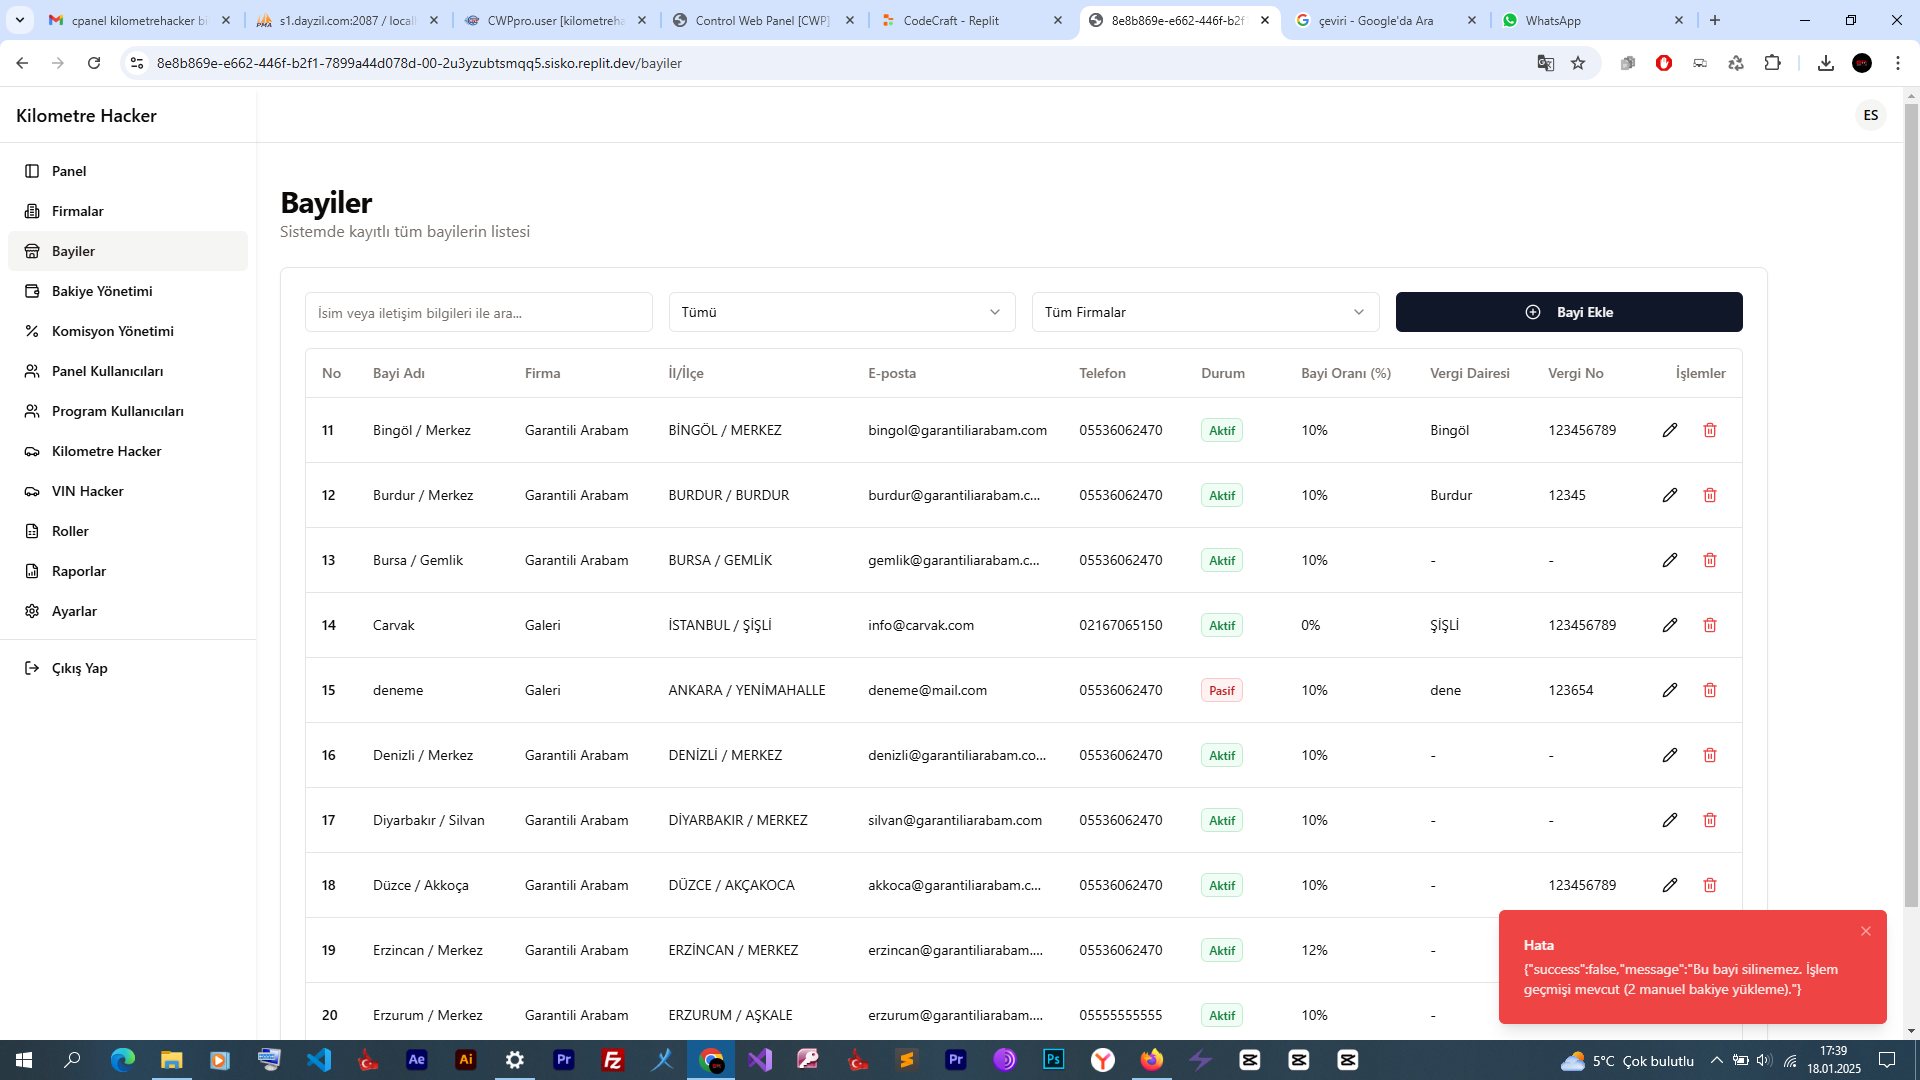 cpanel kilometrehacker bi
s1.dayzil.com:2087 / locall
CWPpro.user [kilometreha
Control Web Panel [CWP]
CodeCraft - Replit
8e8b869e-e662-446f-b2f1
çeviri - Google'da Ara
WhatsApp
8e8b869e-e662-446f-b2f1-7899a44d078d-00-2u3yzubtsmqq5.sisko.replit.dev/bayiler
Kilometre Hacker
ES
Panel
Firmalar
Bayiler
Bakiye Yönetimi
Komisyon Yönetimi
Panel Kullanıcıları
Program Kullanıcıları
Kilometre Hacker
VIN Hacker
Roller
Raporlar
Ayarlar
Çıkış Yap
Bayiler
Sistemde kayıtlı tüm bayilerin listesi
İsim veya iletişim bilgileri ile ara...
Tümü
Tüm Firmalar
Bayi Ekle
No Bayi Adı Firma İl/İlçe E-posta Telefon Durum Bayi Oranı (%) Vergi Dairesi Vergi No İşlemler
11 Bingöl / Merkez Garantili Arabam BİNGÖL / MERKEZ bingol@garantiliarabam.com 05536062470 Aktif 10% Bingöl 123456789
12 Burdur / Merkez Garantili Arabam BURDUR / BURDUR burdur@garantiliarabam.c... 05536062470 Aktif 10% Burdur 12345
13 Bursa / Gemlik Garantili Arabam BURSA / GEMLİK gemlik@garantiliarabam.c... 05536062470 Aktif 10% - -
14 Carvak Galeri İSTANBUL / ŞİŞLİ info@carvak.com 02167065150 Aktif 0% ŞİŞLİ 123456789
15 deneme Galeri ANKARA / YENİMAHALLE deneme@mail.com 05536062470 Pasif 10% dene 123654
16 Denizli / Merkez Garantili Arabam DENİZLİ / MERKEZ denizli@garantiliarabam.co... 05536062470 Aktif 10% - -
17 Diyarbakır / Silvan Garantili Arabam DİYARBAKIR / MERKEZ silvan@garantiliarabam.com 05536062470 Aktif 10% - -
18 Düzce / Akkoça Garantili Arabam DÜZCE / AKÇAKOCA akkoca@garantiliarabam.c... 05536062470 Aktif 10% - 123456789
19 Erzincan / Merkez Garantili Arabam ERZİNCAN / MERKEZ erzincan@garantiliarabam.... 05536062470 Aktif 12% -
20 Erzurum / Merkez Garantili Arabam ERZURUM / AŞKALE erzurum@garantiliarabam.... 05555555555 Aktif 10% -
Hata
{"success":false,"message":"Bu bayi silinemez. İşlem
geçmişi mevcut (2 manuel bakiye yükleme)."}
Ae
Ai
Pr
Fz
Pr
Ps
5°C Çok bulutlu
17:39
18.01.2025